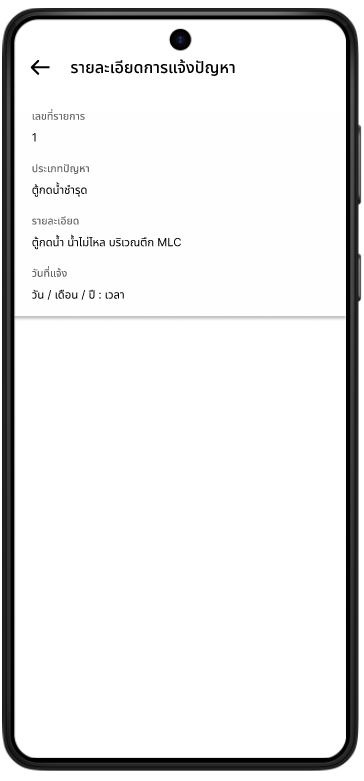 รายละเอียดการแจ้งปัญหา
เลขที่รายการ
1
ประเภทปัญหา
ตู้กดน้ำชำรุด
รายละเอียด
ตู้กดน้ำ น้ำไม่ไหล บริเวณตึก MLC
วันที่แจ้ง
วัน / เดือน / ปี : เวลา